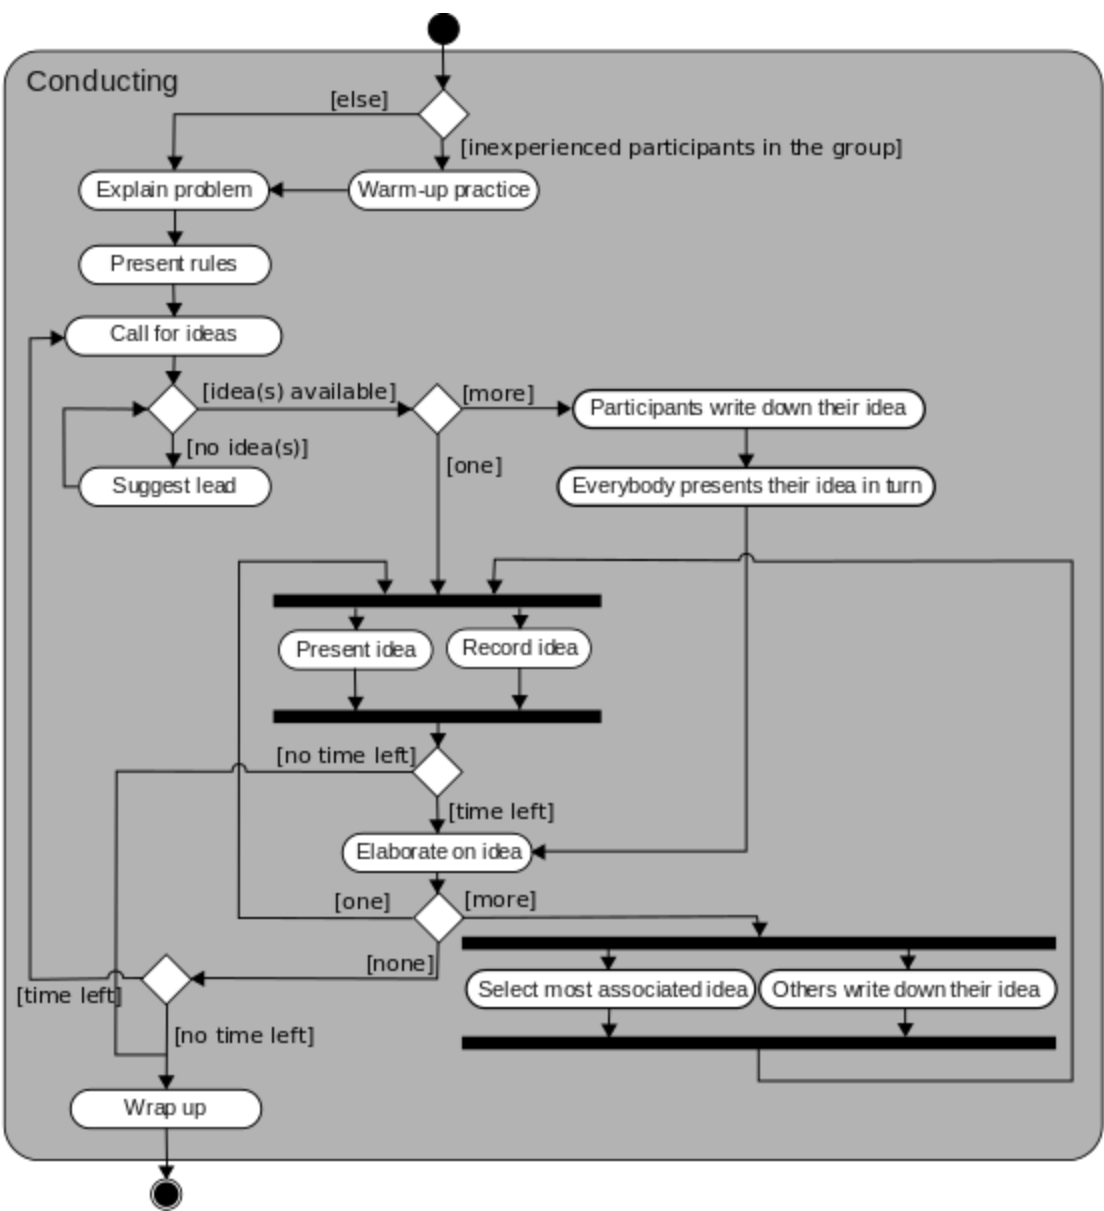 Conducting
[else]
[inexperienced participants in the group]
Explain problem
Warm-up practice
Present rules
Call for ideas
[idea(s) available]
[more]
Participants write down their idea
[no idea(s)]
[one]
Suggest lead
Everybody presents their idea in turn
Present idea
Record idea
[no time left]
[time left]
Elaborate on idea
[one]
[more]
[none]
[time left]
Select most associated idea
Others write down their idea
[no time left]
Wrap up